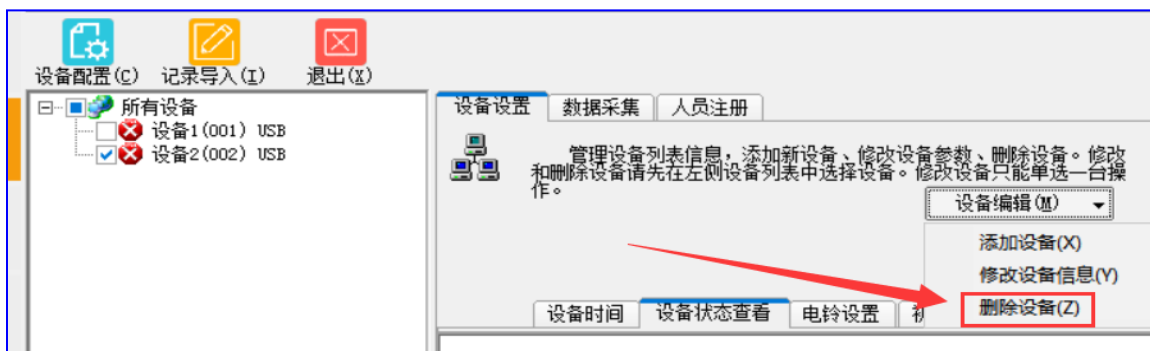 设备配置(C) 记录导入(I) 退出(X)
所有设备
设备1(001) USB
设备2(002) USB
设备设置 数据采集 人员注册
管理设备列表信息，添加新设备、修改设备参数、删除设备。修改
和删除设备请先在左侧设备列表中选择设备。修改设备只能单选一台操
作。
设备编辑(M)
添加设备(X)
修改设备信息(Y)
删除设备(Z)
设备时间 设备状态查看 电铃设置